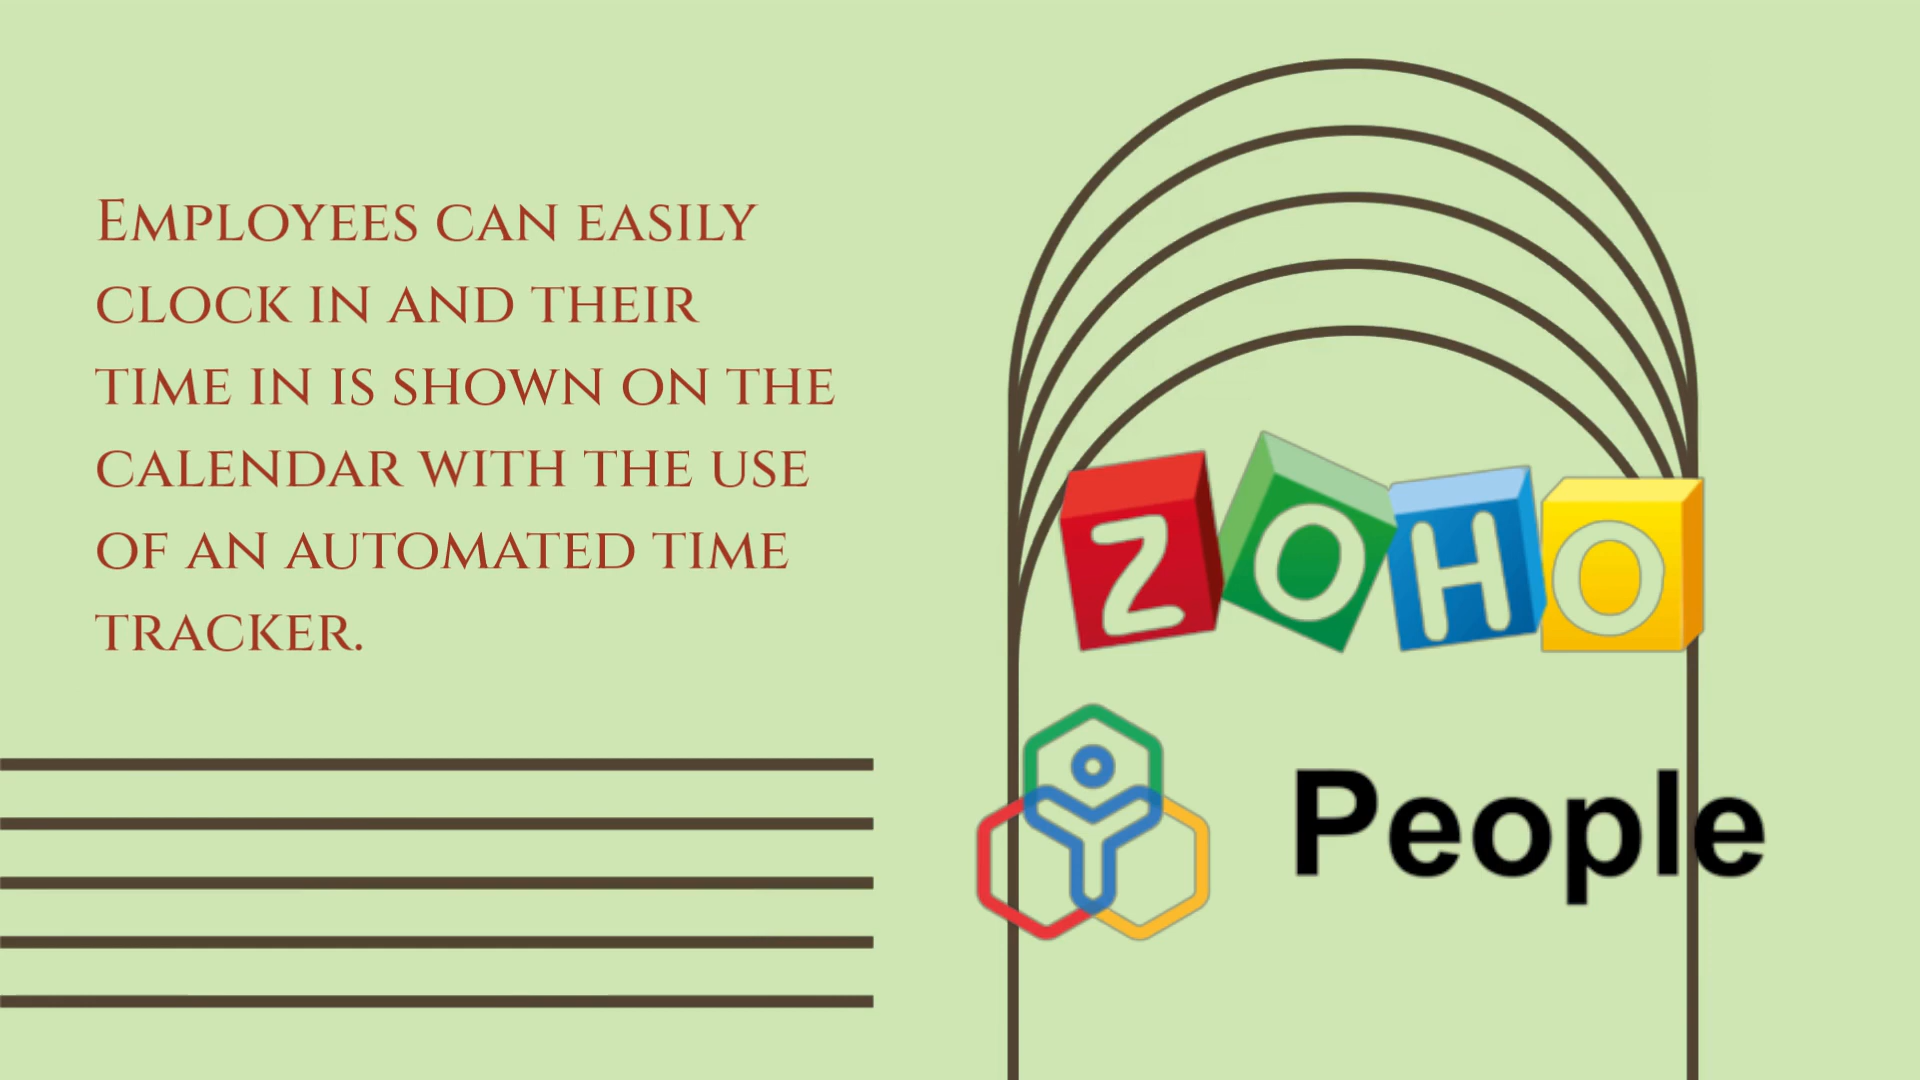 Employees can easily
clock in and their
time in is shown on the
calendar with the use
of an automated time
tracker.
ZOHO
People